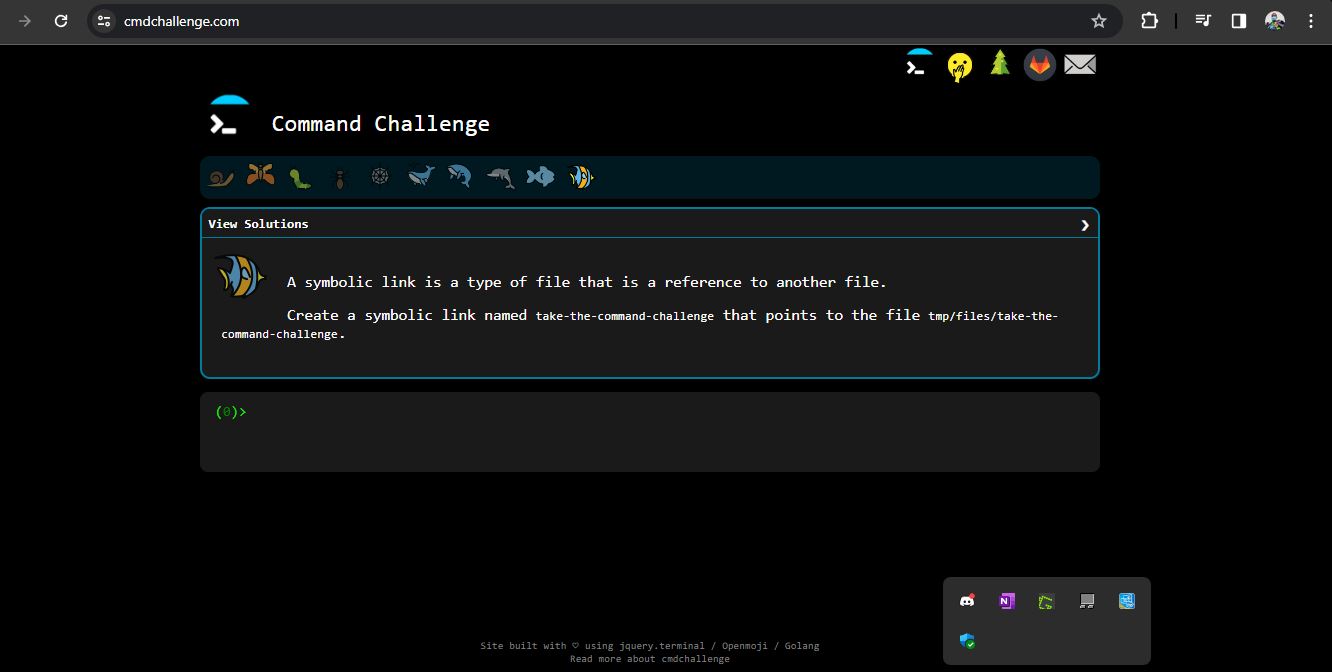 cmdchallenge.com
Command Challenge
View Solutions
A symbolic link is a type of file that is a reference to another file.
Create a symbolic link named take-the-command-challenge that points to the file tmp/files/take-the-
command-challenge.
(0)>
Site built with ♡ using jquery.terminal / Openmoji / Golang
Read more about cmdchallenge